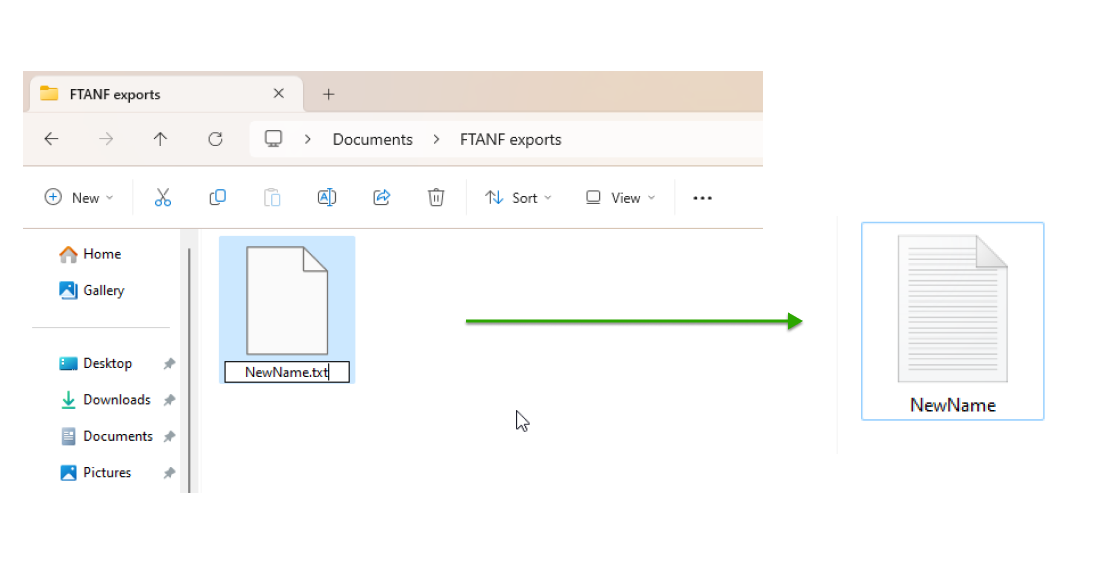 FTANF exports
Documents > FTANF exports
New Sort View
Home
Gallery
NewName.txt
Desktop
Downloads
Documents
Pictures
NewName